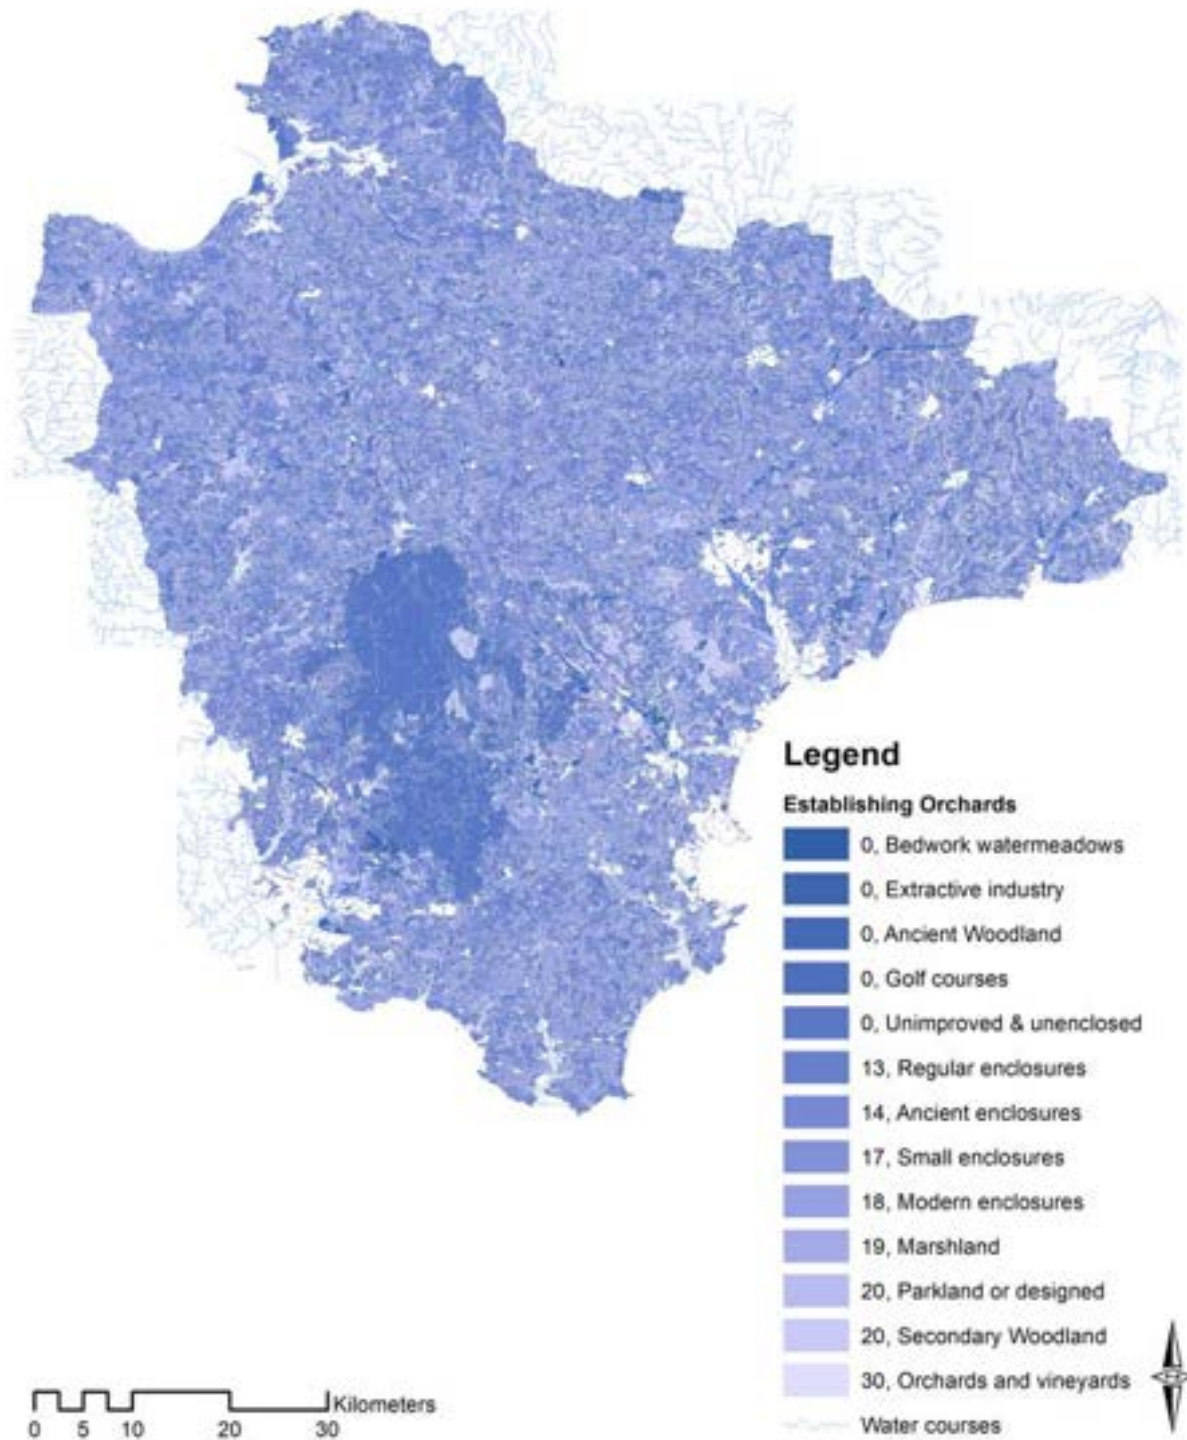 Legend
Establishing Orchards
0, Bedwork watermeadows
0, Extractive industry
0, Ancient Woodland
0, Golf courses
0, Unimproved & unenclosed
13, Regular enclosures
14, Ancient enclosures
17, Small enclosures
18, Modern enclosures
19, Marshland
20, Parkland or designed
20, Secondary Woodland
30, Orchards and vineyards
Water courses
Kilometers
0 5 10 20 30